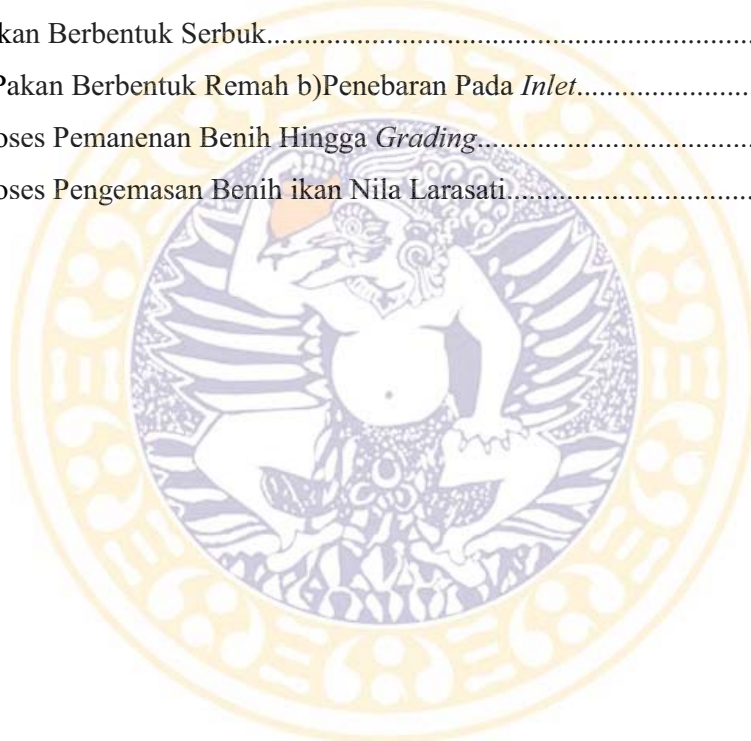 kan Berbentuk Serbuk....................................................................
Pakan Berbentuk Remah b)Penebaran Pada Inlet........................
oses Pemanenan Benih Hingga Grading.......................................
oses Pengemasan Benih ikan Nila Larasati...................................